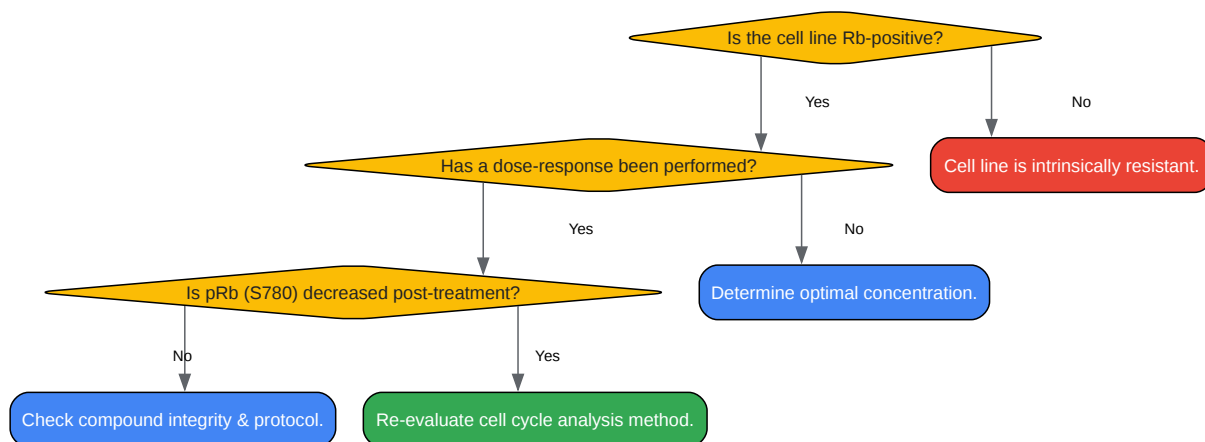 Is the cell line Rb-positive?
Yes
No
Cell line is intrinsically resistant.
Has a dose-response been performed?
Yes
No
Determine optimal concentration.
Is pRb (S780) decreased post-treatment?
No
Yes
Check compound integrity & protocol.
Re-evaluate cell cycle analysis method.